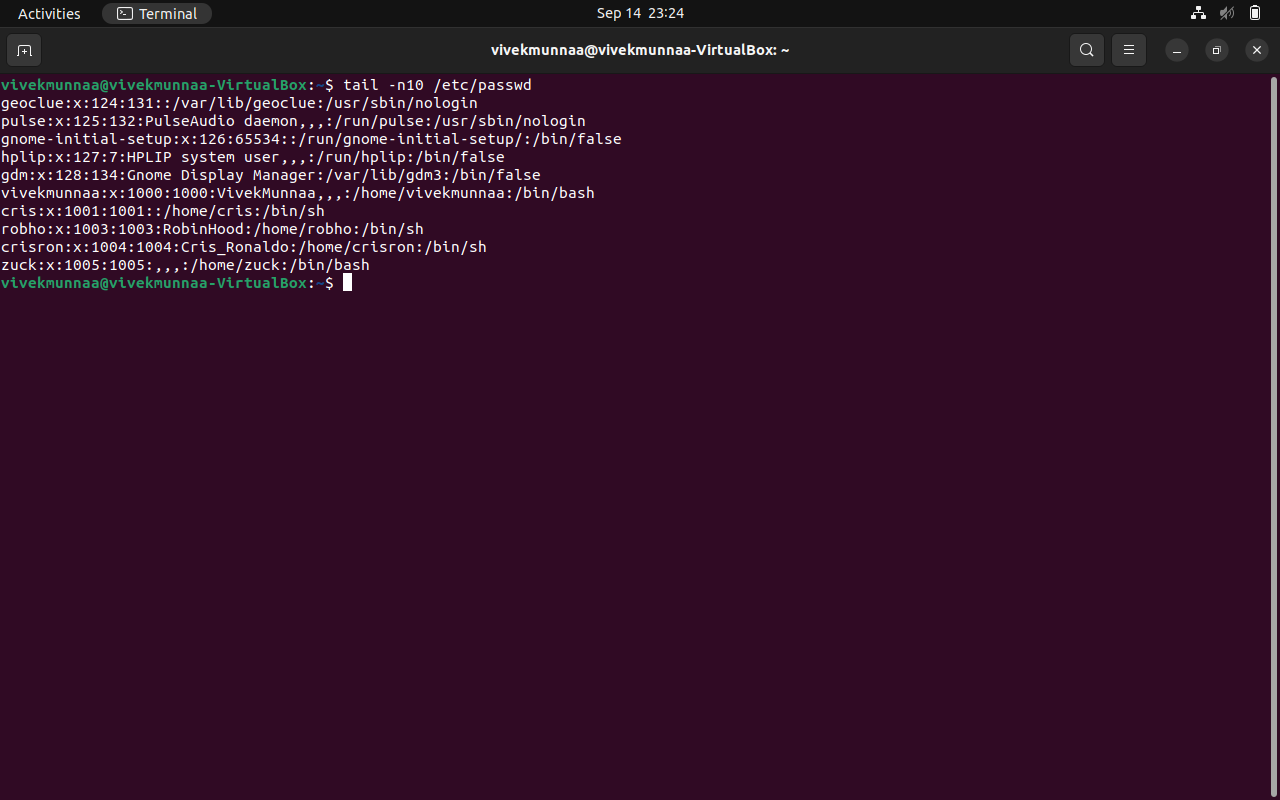 Activities
Terminal
Sep 14 23:24
vivekmunnaa@vivekmunnaa-VirtualBox: ~
vivekmunnaa@vivekmunnaa-VirtualBox:~$ tail -n10 /etc/passwd
geoclue:x:124:131::/var/lib/geoclue:/usr/sbin/nologin
pulse:x:125:132:PulseAudio daemon,,,:/run/pulse:/usr/sbin/nologin
gnome-initial-setup:x:126:65534::/run/gnome-initial-setup/:/bin/false
hplip:x:127:7:HPLIP system user,,,:/run/hplip:/bin/false
gdm:x:128:134:Gnome Display Manager:/var/lib/gdm3:/bin/false
vivekmunnaa:x:1000:1000:VivekMunnaa,,,:/home/vivekmunnaa:/bin/bash
cris:x:1001:1001::/home/cris:/bin/sh
robho:x:1003:1003:RobinHood:/home/robho:/bin/sh
crisron:x:1004:1004:Cris_Ronaldo:/home/crisron:/bin/sh
zuck:x:1005:1005:,,,:/home/zuck:/bin/bash
vivekmunnaa@vivekmunnaa-VirtualBox:~$